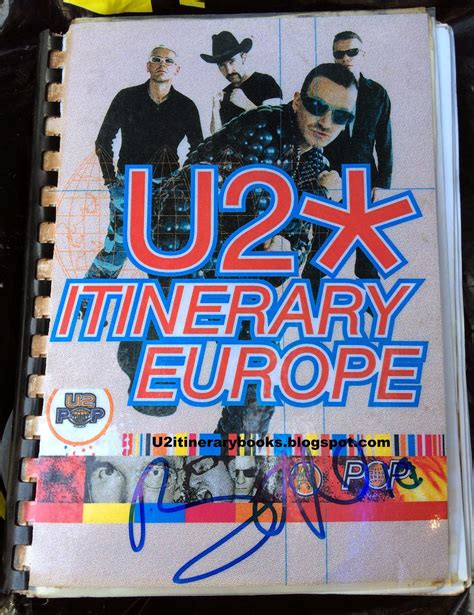 U2*
ITINERARY
EUROPE
U2
POP
U2itinerarybooks.blogspot.com
POP